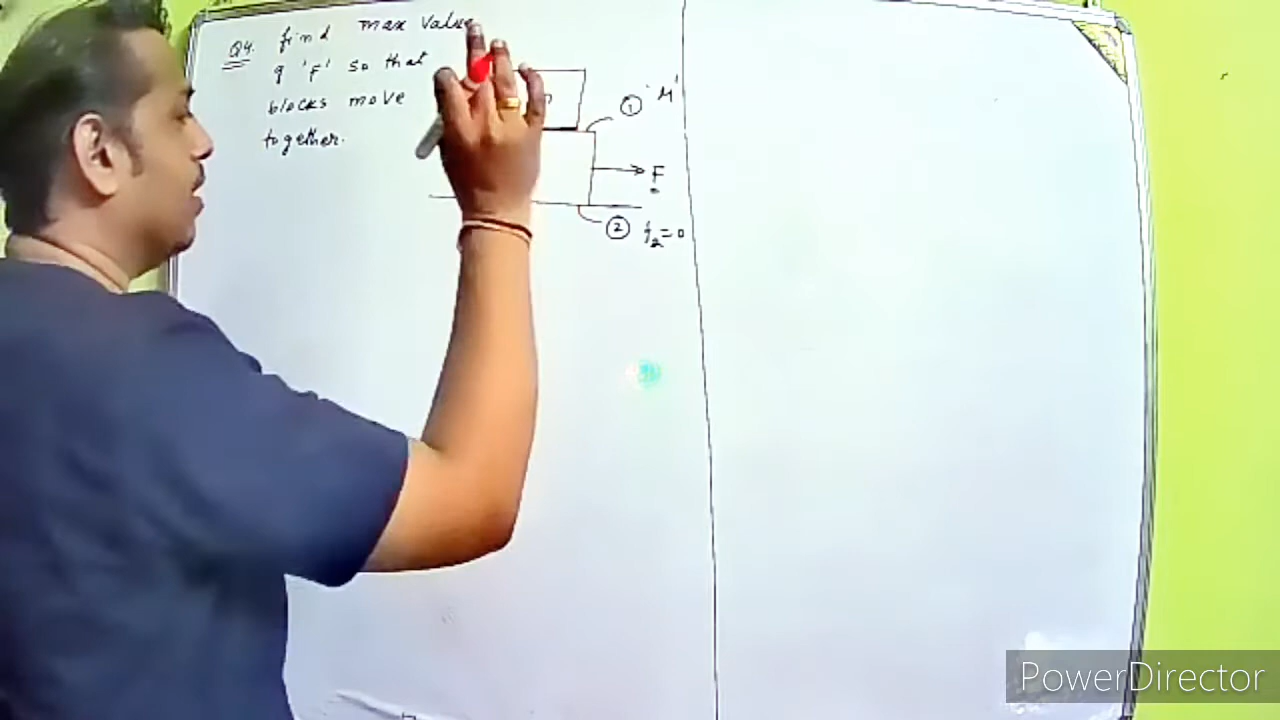 Q4. find max value
of 'F' so that
blocks move
together.
① 'μ'
F
② f₂=0
PowerDirector